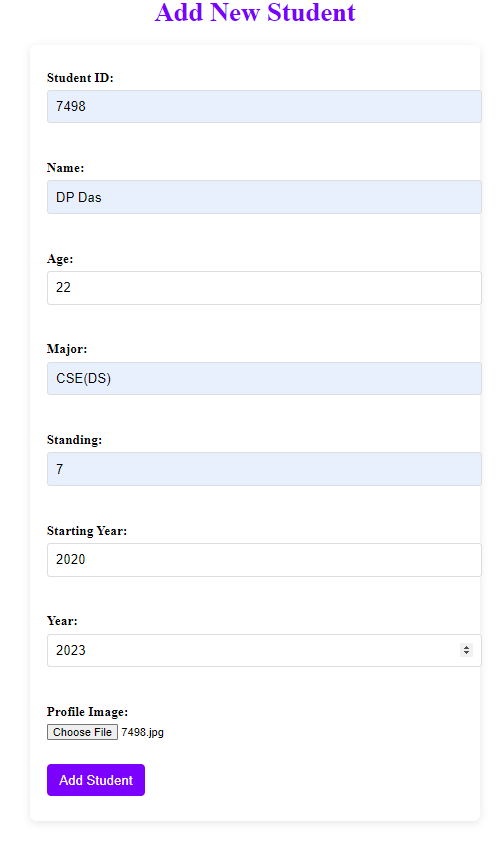 Add New Student
Student ID:
7498
Name:
DP Das
Age:
22
Major:
CSE(DS)
Standing:
7
Starting Year:
2020
Year:
2023
Profile Image:
Choose File 7498.jpg
Add Student